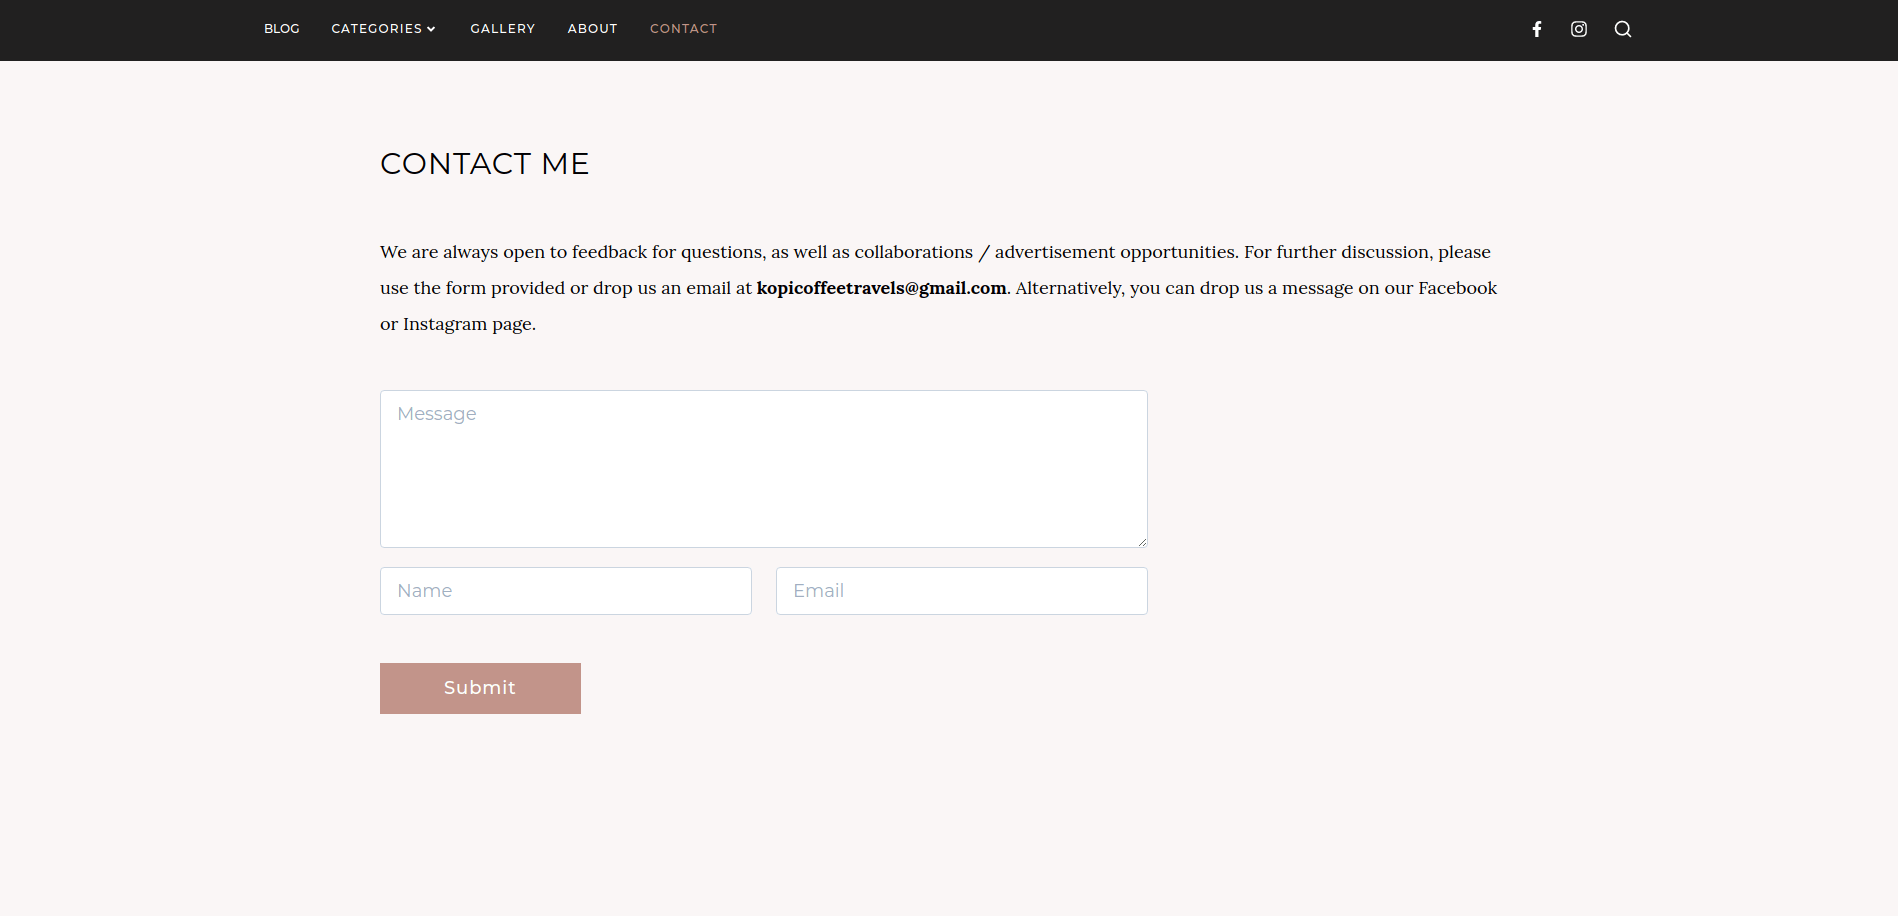 BLOG CATEGORIES GALLERY ABOUT CONTACT
CONTACT ME
We are always open to feedback for questions, as well as collaborations / advertisement opportunities. For further discussion, please
use the form provided or drop us an email at kopicoffeetravels@gmail.com. Alternatively, you can drop us a message on our Facebook
or Instagram page.
Message
Name Email
Submit